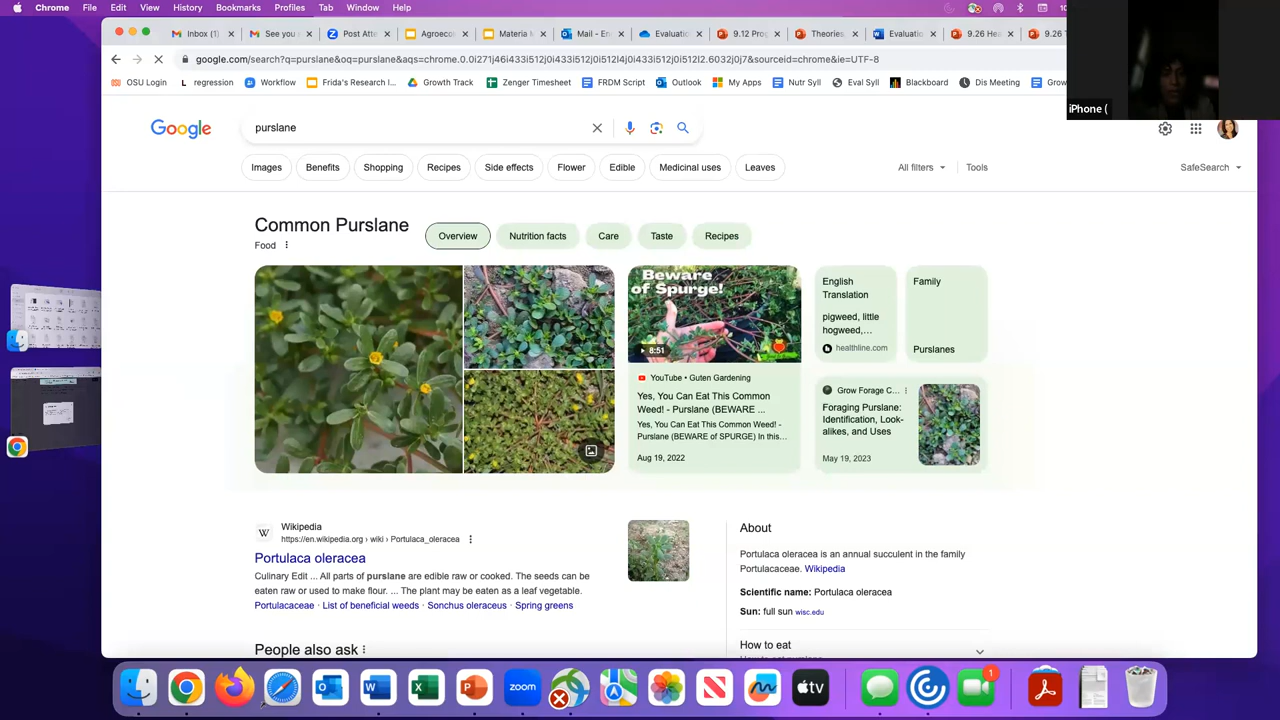 Chrome File Edit View History Bookmarks Profiles Tab Window Help
Inbox (1) See you Post Atte Agroec Materia M Mail - En Evaluation 9.12 Pro Theories, Evaluati 9.26 Hea 9.26 T
google.com/search?q=purslane&oq=purslane&aqs=chrome.0.0i271j46i433i512j0i433i512j0i512l4j0i433i512j0i512l2.6032j0j7&sourceid=chrome&ie=UTF-8
OSU Login regression Workflow Frida's Research I... Growth Track Zenger Timesheet FRDM Script Outlook My Apps Nutr Syll Eval Syll Blackboard Dis Meeting Grow
iPhone (
Google
purslane
Images Benefits Shopping Recipes Side effects Flower Edible Medicinal uses Leaves All filters Tools SafeSearch
Common Purslane
Food
Overview Nutrition facts Care Taste Recipes
Beware
of Spurge!
8:51
YouTube • Guten Gardening
Yes, You Can Eat This Common
Weed! - Purslane (BEWARE ...
Yes, You Can Eat This Common Weed! -
Purslane (BEWARE of SPURGE) In this...
Aug 19, 2022
English
Translation
pigweed, little
hogweed,...
healthline.com
Family
Purslanes
Grow Forage C...
Foraging Purslane:
Identification, Look-
alikes, and Uses
May 19, 2023
W
Wikipedia
https://en.wikipedia.org › wiki › Portulaca_oleracea
Portulaca oleracea
Culinary Edit ... All parts of purslane are edible raw or cooked. The seeds can be
eaten raw or used to make flour. ... The plant may be eaten as a leaf vegetable.
Portulacaceae · List of beneficial weeds · Sonchus oleraceus · Spring greens
People also ask
About
Portulaca oleracea is an annual succulent in the family
Portulacaceae. Wikipedia
Scientific name: Portulaca oleracea
Sun: full sun wisc.edu
How to eat
zoom
tv
1